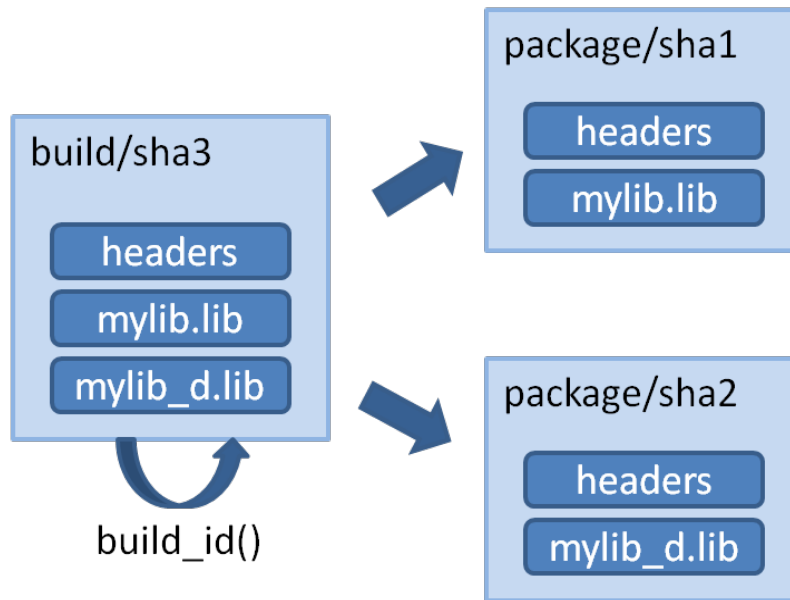 build/sha3
headers
mylib.lib
mylib_d.lib
build_id()
package/sha1
headers
mylib.lib
package/sha2
headers
mylib_d.lib